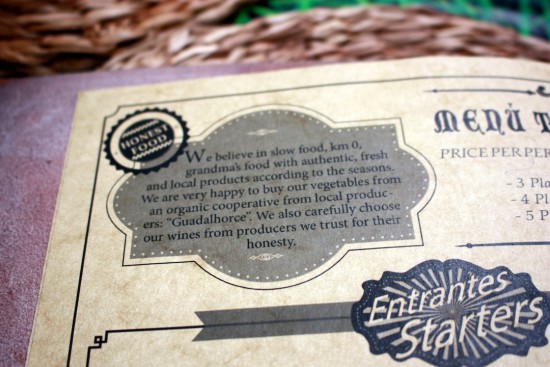 HONEST
FOOD
We believe in slow food, km 0,
grandma's food with authentic, fresh
and local products according to the seasons.
We are very happy to buy our vegetables from
an organic cooperative from local produc-
ers: "Guadalhorce". We also carefully choose
our wines from producers we trust for their
honesty.
MENÚ T
PRICE PER PER
- 3 Pla
- 4 Pl
- 5 P
Entrantes
Starters